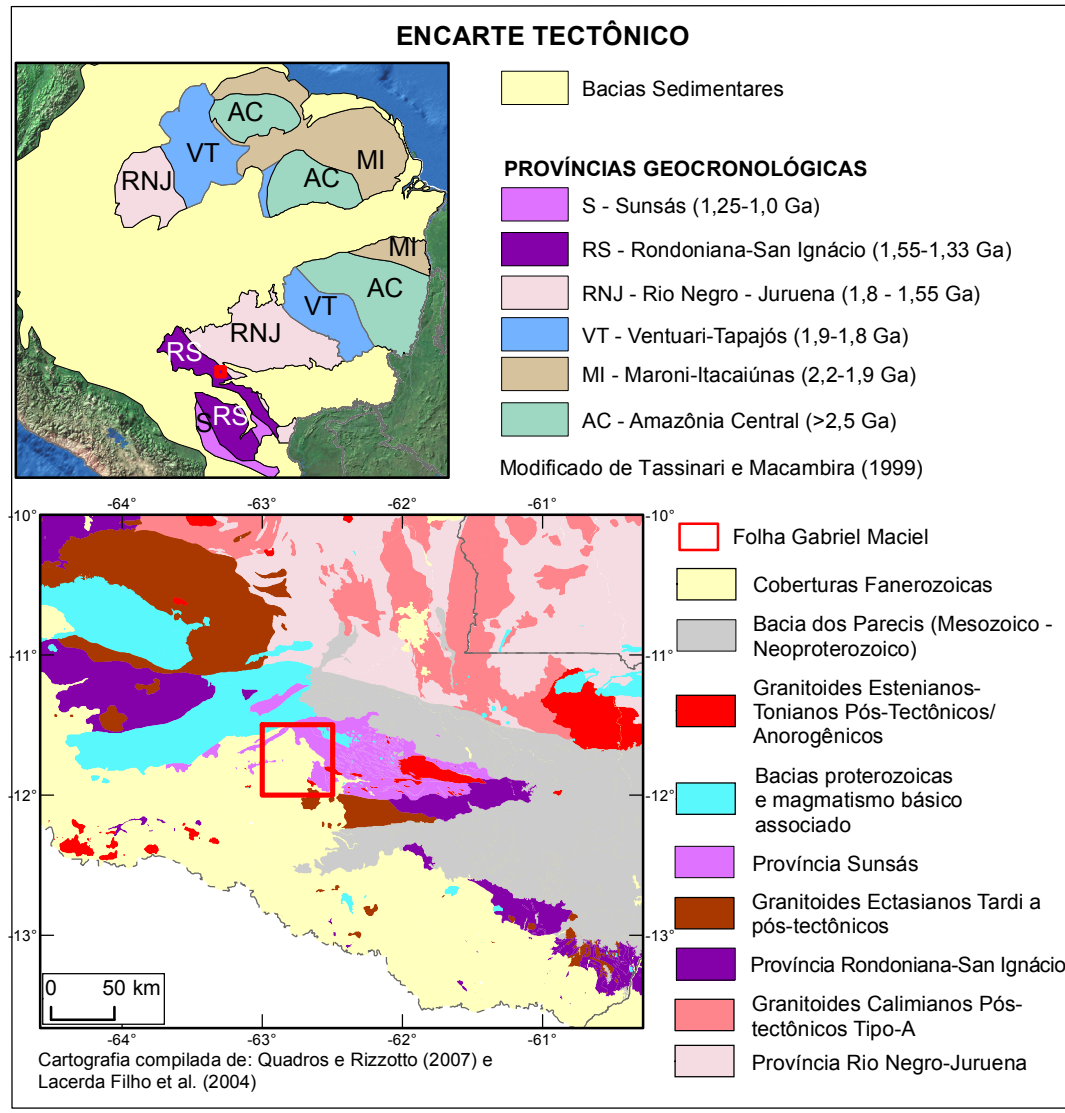 ENCARTE TECTÔNICO
AC
VT
MI
RNJ
AC
MI
AC
VT
RNJ
RS
RS
S
Bacias Sedimentares
PROVÍNCIAS GEOCRONOLÓGICAS
S - Sunsás (1,25-1,0 Ga)
RS - Rondoniana-San Ignácio (1,55-1,33 Ga)
RNJ - Rio Negro - Juruena (1,8 - 1,55 Ga)
VT - Ventuari-Tapajós (1,9-1,8 Ga)
MI - Maroni-Itacaiúnas (2,2-1,9 Ga)
AC - Amazônia Central (>2,5 Ga)
Modificado de Tassinari e Macambira (1999)
-64° -63° -62° -61°
-10° -10°
-11° -11°
-12° -12°
-13° -13°
0 50 km
-64° -63° -62° -61°
Cartografia compilada de: Quadros e Rizzotto (2007) e
Lacerda Filho et al. (2004)
Folha Gabriel Maciel
Coberturas Fanerozoicas
Bacia dos Parecis (Mesozoico -
Neoproterozoico)
Granitoides Estenianos-
Tonianos Pós-Tectônicos/
Anorogênicos
Bacias proterozoicas
e magmatismo básico
associado
Província Sunsás
Granitoides Ectasianos Tardi a
pós-tectônicos
Província Rondoniana-San Ignácio
Granitoides Calimianos Pós-
tectônicos Tipo-A
Província Rio Negro-Juruena